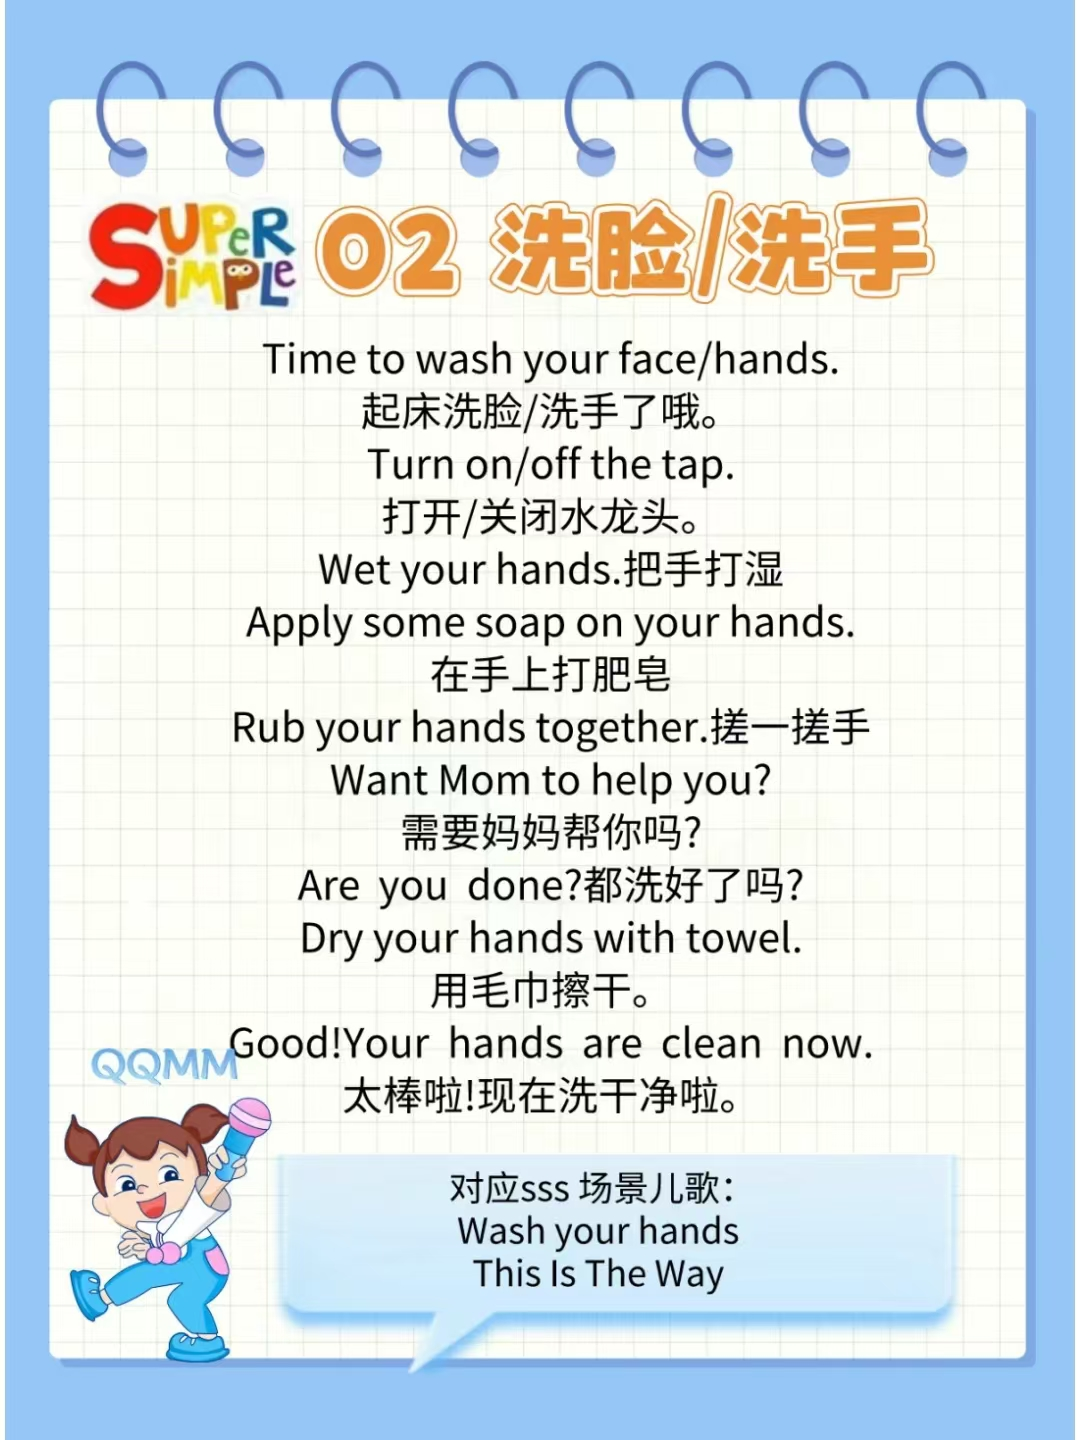 SUPER
SiMPLe
02 洗脸/洗手
Time to wash your face/hands.
起床洗脸/洗手了哦。
Turn on/off the tap.
打开/关闭水龙头。
Wet your hands.把手打湿
Apply some soap on your hands.
在手上打肥皂
Rub your hands together.搓一搓手
Want Mom to help you?
需要妈妈帮你吗?
Are you done?都洗好了吗?
Dry your hands with towel.
用毛巾擦干。
Good!Your hands are clean now.
太棒啦!现在洗干净啦。
QQMM
对应sss 场景儿歌：
Wash your hands
This Is The Way